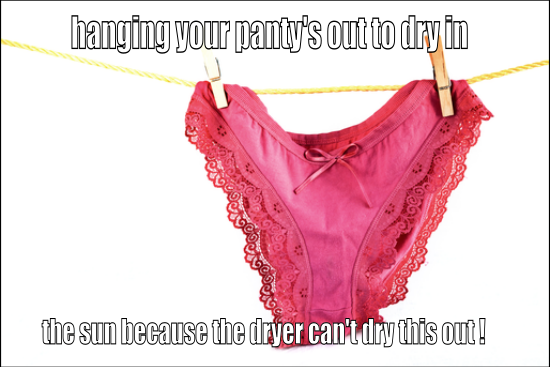 hanging your panty's out to dry in
the sun because the dryer can't dry this out !